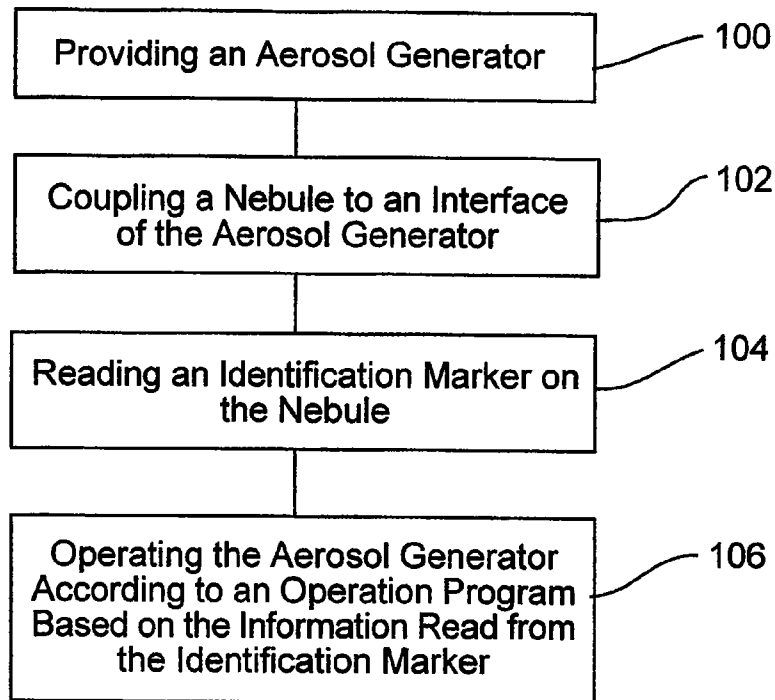 Providing an Aerosol Generator
100
Coupling a Nebule to an Interface
of the Aerosol Generator
102
Reading an Identification Marker on
the Nebule
104
Operating the Aerosol Generator
According to an Operation Program
Based on the Information Read from
the Identification Marker
106